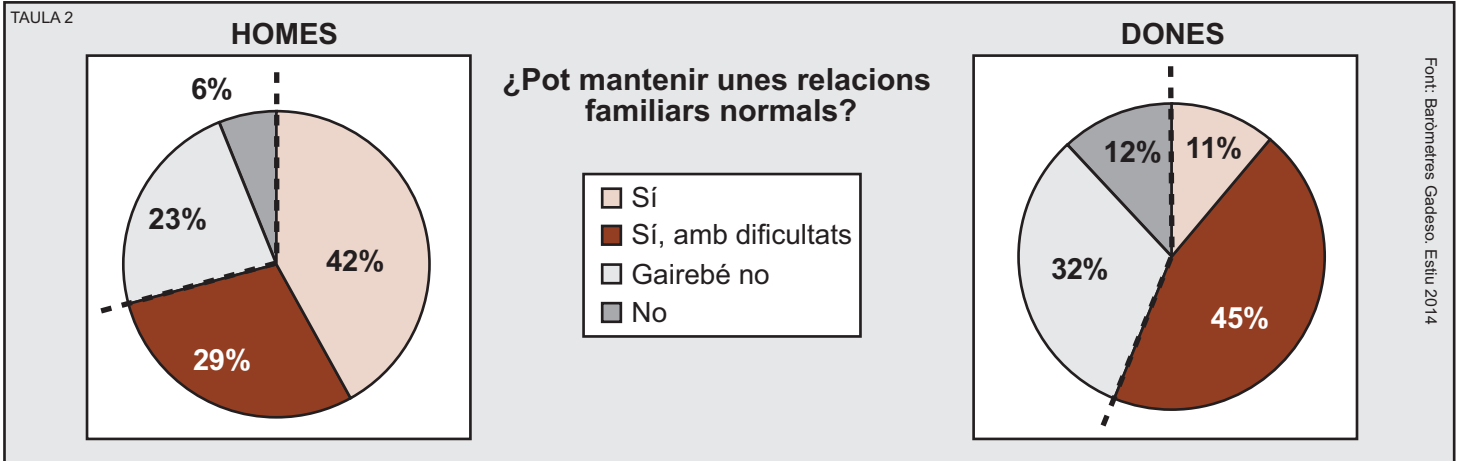 TAULA 2
HOMES
6%
23%
42%
29%
¿Pot mantenir unes relacions
familiars normals?
Sí
Sí, amb dificultats
Gairebé no
No
DONES
12%
11%
32%
45%
Font: Baròmetres Gadeso. Estiu 2014